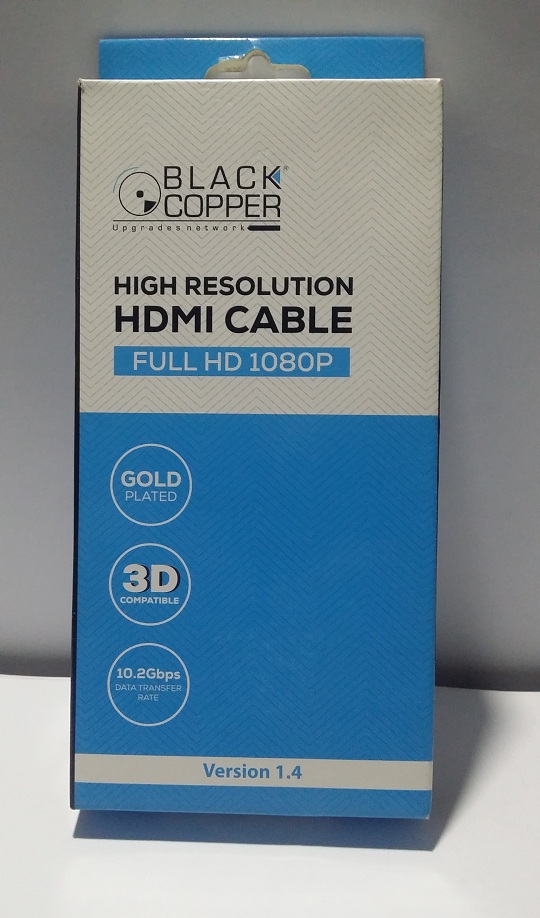 BLACK®
COPPER
Upgrades network
HIGH RESOLUTION
HDMI CABLE
FULL HD 1080P
GOLD
PLATED
3D
COMPATIBLE
10.2Gbps
DATA TRANSFER
RATE
Version 1.4